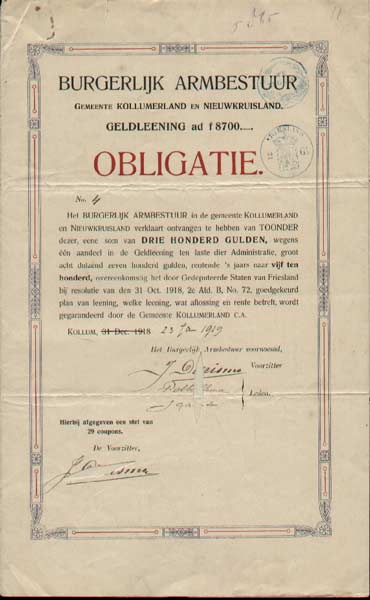 BURGERLIJK ARMBESTUUR
GEMEENTE KOLLUMERLAND EN NIEUWKRUISLAND.
GELDLEENING ad f 8700.—.
OBLIGATIE.
No. 4
Het BURGERLIJK ARMBESTUUR in de gemeente KOLLUMERLAND
en NIEUWKRUISLAND verklaart ontvangen te hebben van TOONDER
dezer, eene som van DRIE HONDERD GULDEN, wegens
één aandeel in de Geldleening ten laste dier Administratie, groot
acht duizend zeven honderd gulden, rentende 's jaars naar vijf ten
honderd, overeenkomstig het door Gedeputeerde Staten van Friesland
bij resolutie van den 31 Oct. 1918, 2e Afd. B, No. 72, goedgekeurd
plan van leening, welke leening, wat aflossing en rente betreft, wordt
gegarandeerd door de Gemeente KOLLUMERLAND C.A.
KOLLUM, 31 Dec. 1918 23 Jan 1919
Het Burgerlijk Armbestuur voornoemd,
Voorzitter
Leden.
Hierbij afgegeven een stel van
29 coupons.
De Voorzitter,